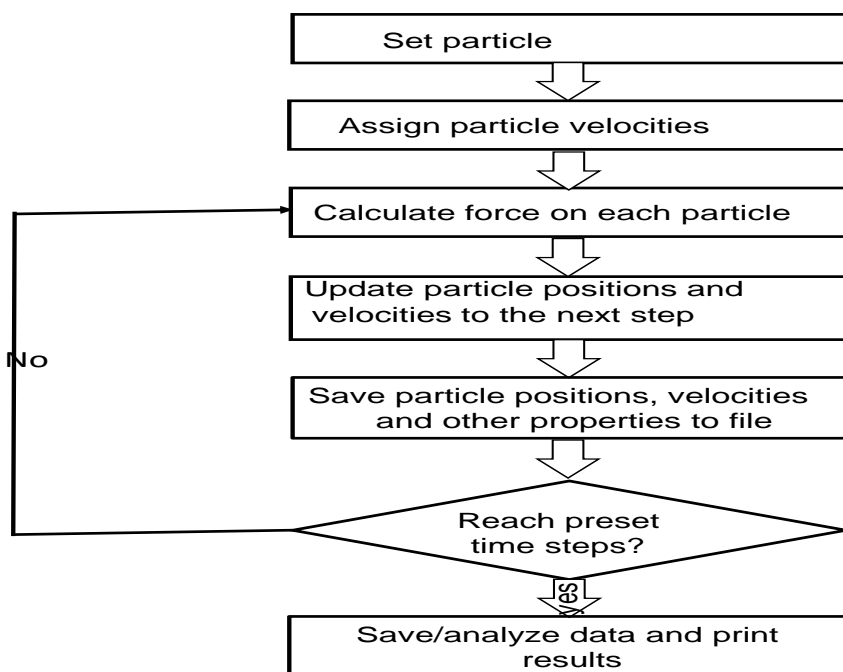 Set particle
Assign particle velocities
Calculate force on each particle
Update particle positions and
velocities to the next step
No
Save particle positions, velocities
and other properties to file
Reach preset
time steps?
yes
Save/analyze data and print
results